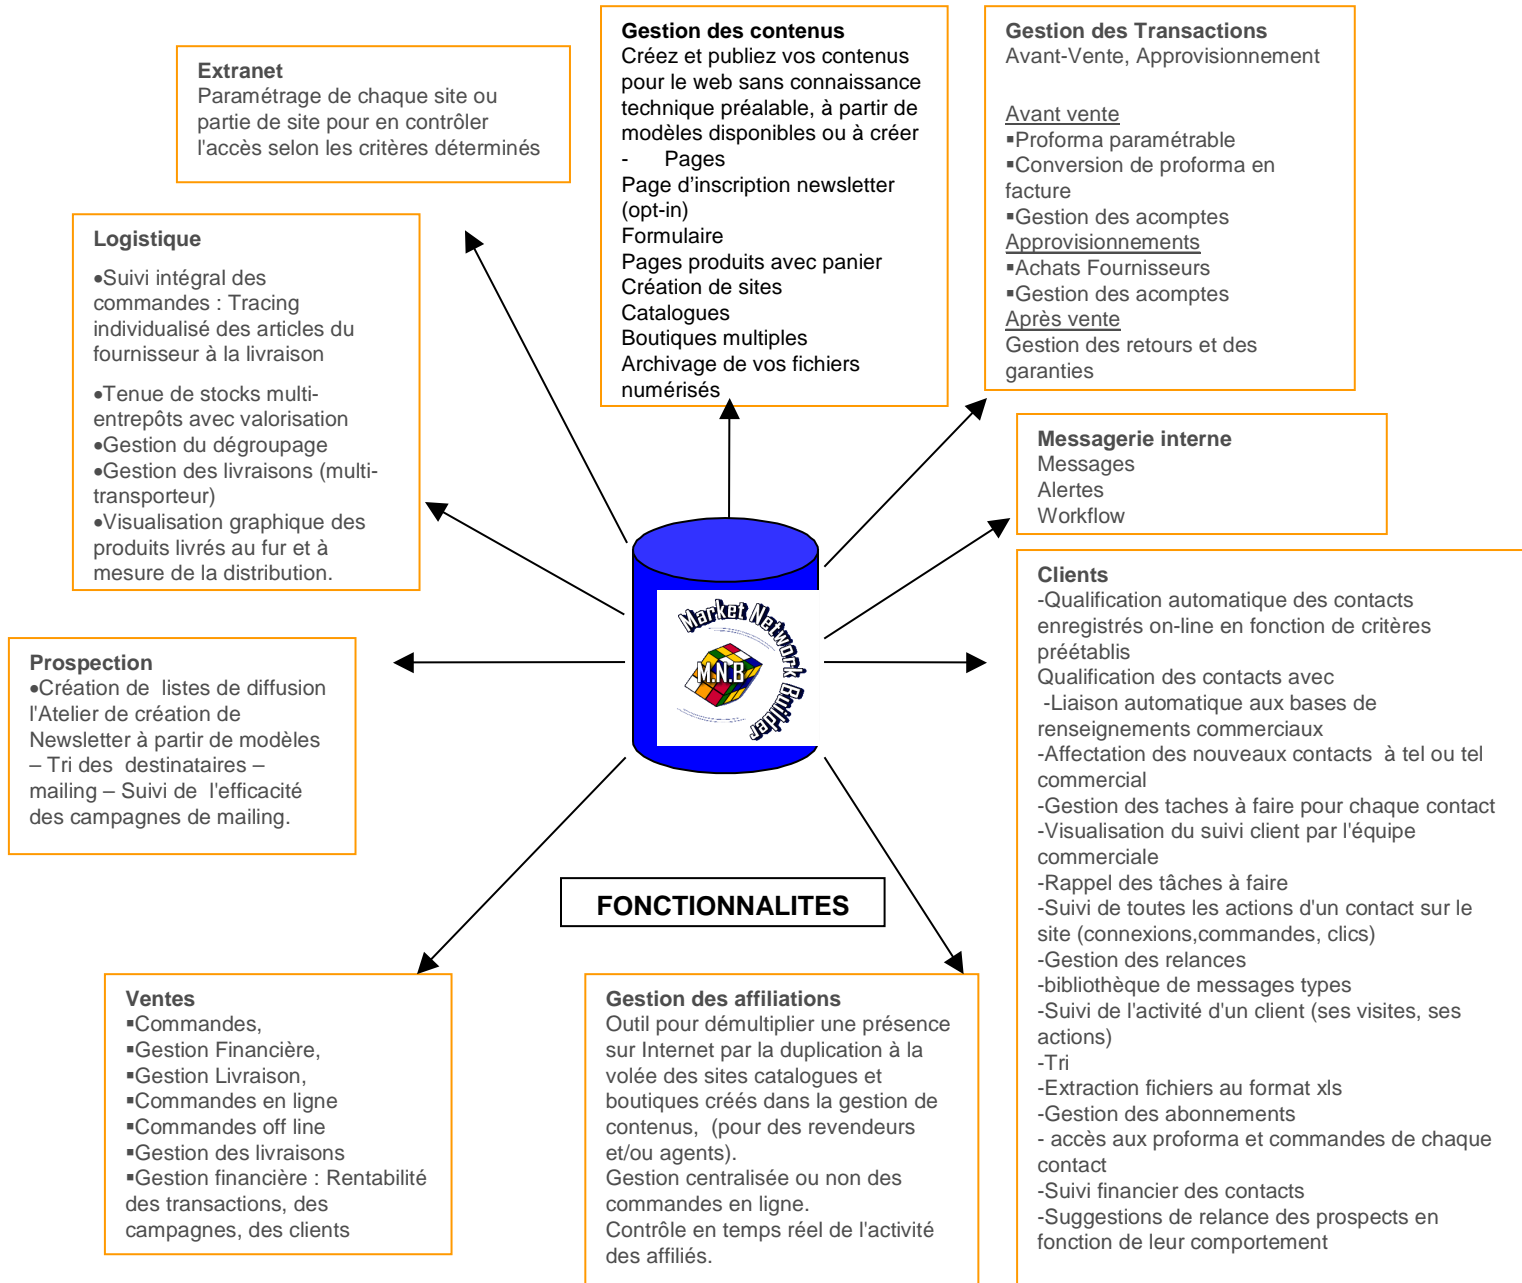 Extranet
Paramétrage de chaque site ou
partie de site pour en contrôler
l'accès selon les critères déterminés
Gestion des contenus
Créez et publiez vos contenus
pour le web sans connaissance
technique préalable, à partir de
modèles disponibles ou à créer
- Pages
Page d’inscription newsletter
(opt-in)
Formulaire
Pages produits avec panier
Création de sites
Catalogues
Boutiques multiples
Archivage de vos fichiers
numérisés
Gestion des Transactions
Avant-Vente, Approvisionnement
Avant vente
▪Proforma paramétrable
▪Conversion de proforma en
facture
▪Gestion des acomptes
Approvisionnements
▪Achats Fournisseurs
▪Gestion des acomptes
Après vente
Gestion des retours et des
garanties
Logistique
•Suivi intégral des
commandes : Tracing
individualisé des articles du
fournisseur à la livraison
•Tenue de stocks multi-
entrepôts avec valorisation
•Gestion du dégroupage
•Gestion des livraisons (multi-
transporteur)
•Visualisation graphique des
produits livrés au fur et à
mesure de la distribution.
Messagerie interne
Messages
Alertes
Workflow
Market Network Builder
M.N.B
Prospection
•Création de listes de diffusion
l'Atelier de création de
Newsletter à partir de modèles
– Tri des destinataires –
mailing – Suivi de l'efficacité
des campagnes de mailing.
Clients
-Qualification automatique des contacts
enregistrés on-line en fonction de critères
préétablis
Qualification des contacts avec
-Liaison automatique aux bases de
renseignements commerciaux
-Affectation des nouveaux contacts à tel ou tel
commercial
-Gestion des taches à faire pour chaque contact
-Visualisation du suivi client par l'équipe
commerciale
-Rappel des tâches à faire
-Suivi de toutes les actions d'un contact sur le
site (connexions,commandes, clics)
-Gestion des relances
-bibliothèque de messages types
-Suivi de l'activité d'un client (ses visites, ses
actions)
-Tri
-Extraction fichiers au format xls
-Gestion des abonnements
- accès aux proforma et commandes de chaque
contact
-Suivi financier des contacts
-Suggestions de relance des prospects en
fonction de leur comportement
FONCTIONNALITES
Ventes
▪Commandes,
▪Gestion Financière,
▪Gestion Livraison,
▪Commandes en ligne
▪Commandes off line
▪Gestion des livraisons
▪Gestion financière : Rentabilité
des transactions, des
campagnes, des clients
Gestion des affiliations
Outil pour démultiplier une présence
sur Internet par la duplication à la
volée des sites catalogues et
boutiques créés dans la gestion de
contenus, (pour des revendeurs
et/ou agents).
Gestion centralisée ou non des
commandes en ligne.
Contrôle en temps réel de l'activité
des affiliés.